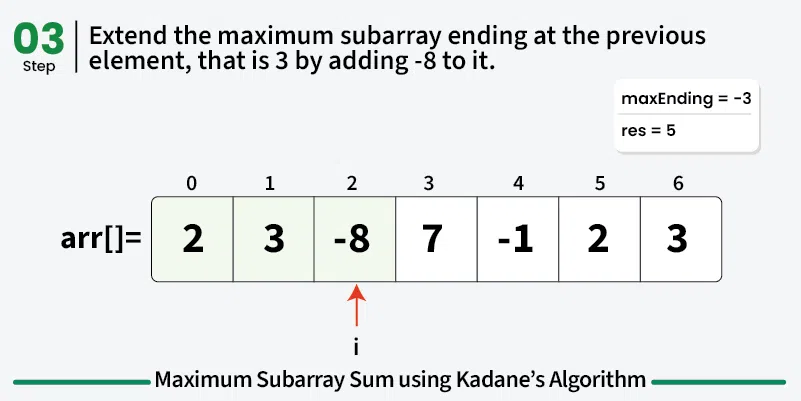 03
Step
Extend the maximum subarray ending at the previous
element, that is 3 by adding -8 to it.
maxEnding = -3
res = 5
0 1 2 3 4 5 6
arr[]= 2 3 -8 7 -1 2 3
i
Maximum Subarray Sum using Kadane's Algorithm